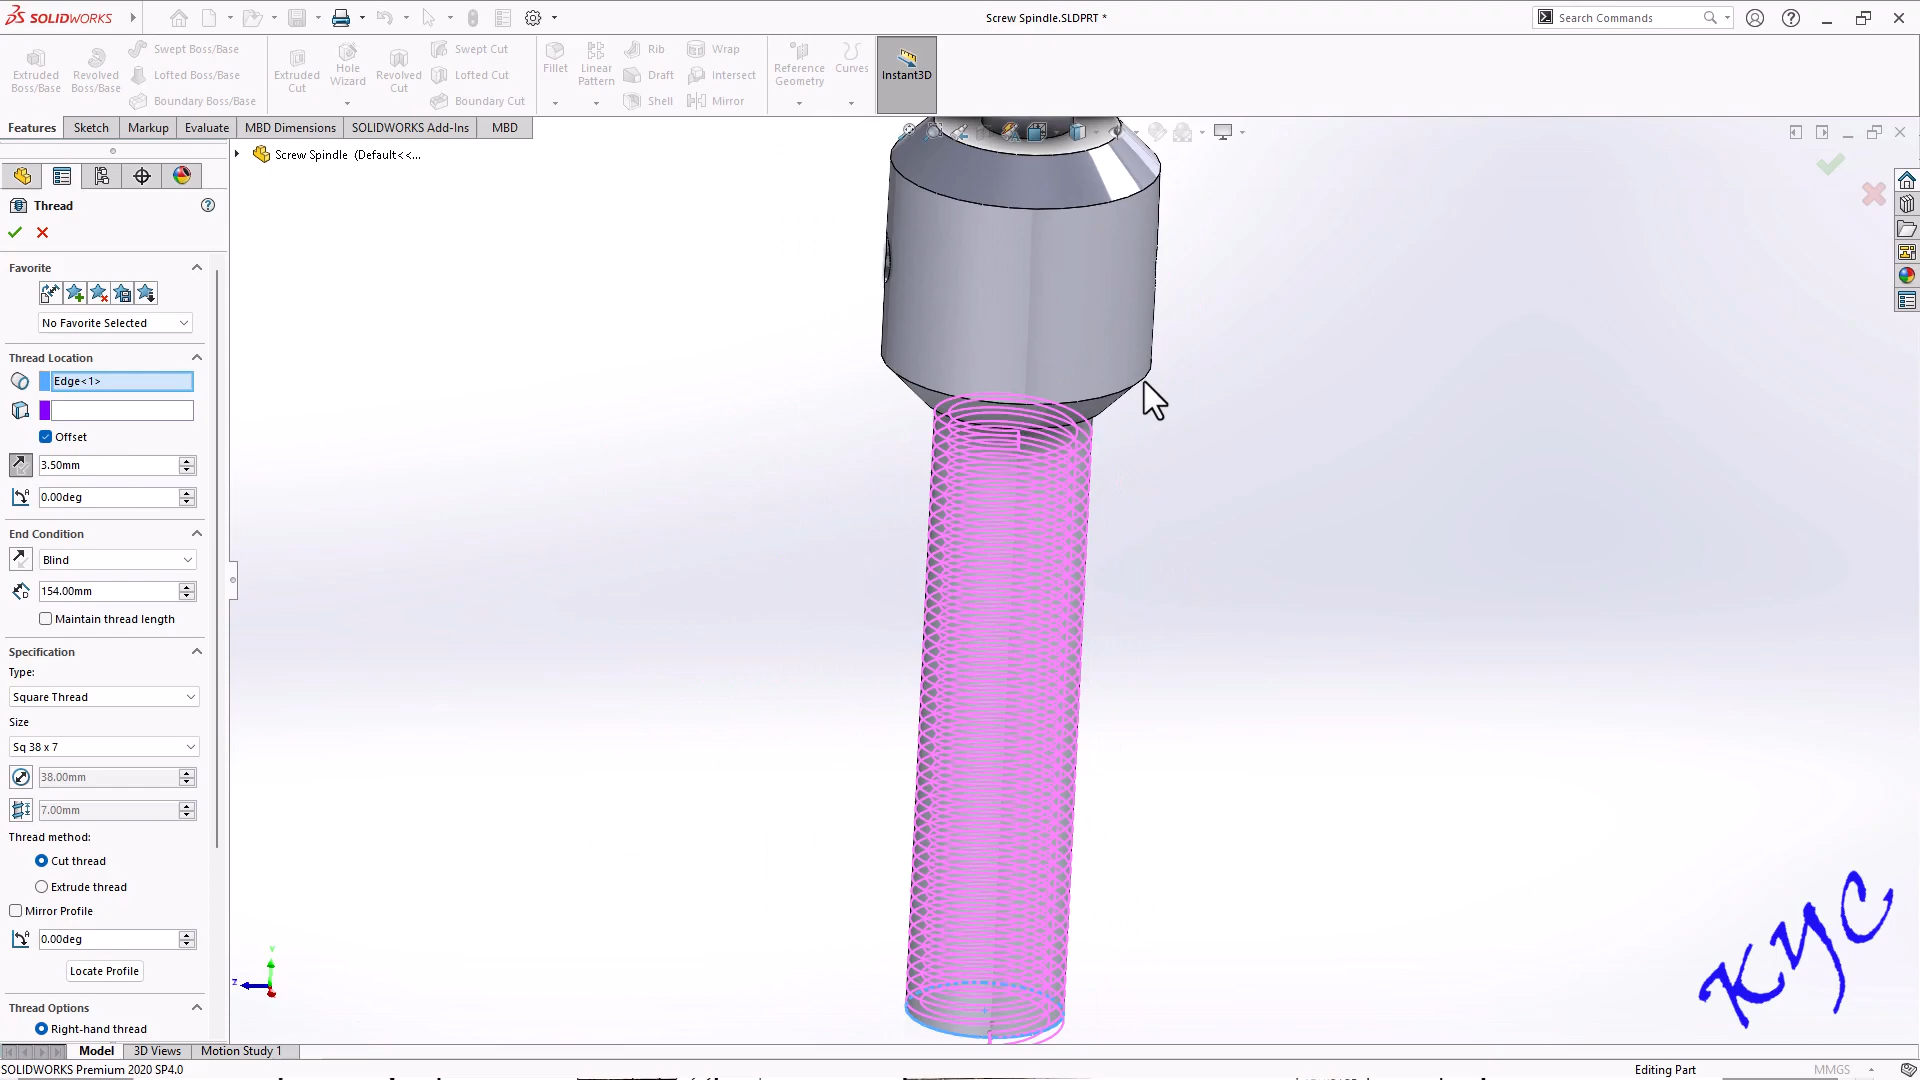 SOLIDWORKS
Screw Spindle.SLDPRT *
Search Commands
Extruded Boss/Base
Revolved Boss/Base
Swept Boss/Base
Lofted Boss/Base
Boundary Boss/Base
Extruded Cut
Hole Wizard
Revolved Cut
Swept Cut
Lofted Cut
Boundary Cut
Fillet
Linear Pattern
Rib
Draft
Shell
Wrap
Intersect
Mirror
Reference Geometry
Curves
Instant3D
Features
Sketch
Markup
Evaluate
MBD Dimensions
SOLIDWORKS Add-Ins
MBD
Screw Spindle (Default<<...
Thread
Favorite
No Favorite Selected
Thread Location
Edge<1>
Offset
3.50mm
0.00deg
End Condition
Blind
154.00mm
Maintain thread length
Specification
Type:
Square Thread
Size
Sq 38 x 7
38.00mm
7.00mm
Thread method:
Cut thread
Extrude thread
Mirror Profile
0.00deg
Locate Profile
Thread Options
Right-hand thread
Y
Z
KYC
Model
3D Views
Motion Study 1
SOLIDWORKS Premium 2020 SP4.0
Editing Part
MMGS